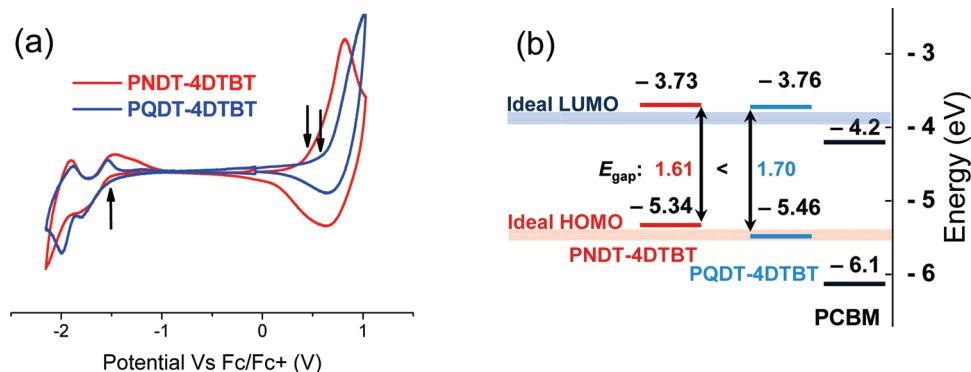 (a)
PNDT-4DTBT
PQDT-4DTBT
-2 -1 0 1
Potential Vs Fc/Fc+ (V)
(b)
- 3
- 3.73 - 3.76
Ideal LUMO
- 4
- 4.2
Egap: 1.61 < 1.70
- 5
- 5.34 - 5.46
Ideal HOMO
PNDT-4DTBT
PQDT-4DTBT
- 6.1
- 6
PCBM
Energy (eV)